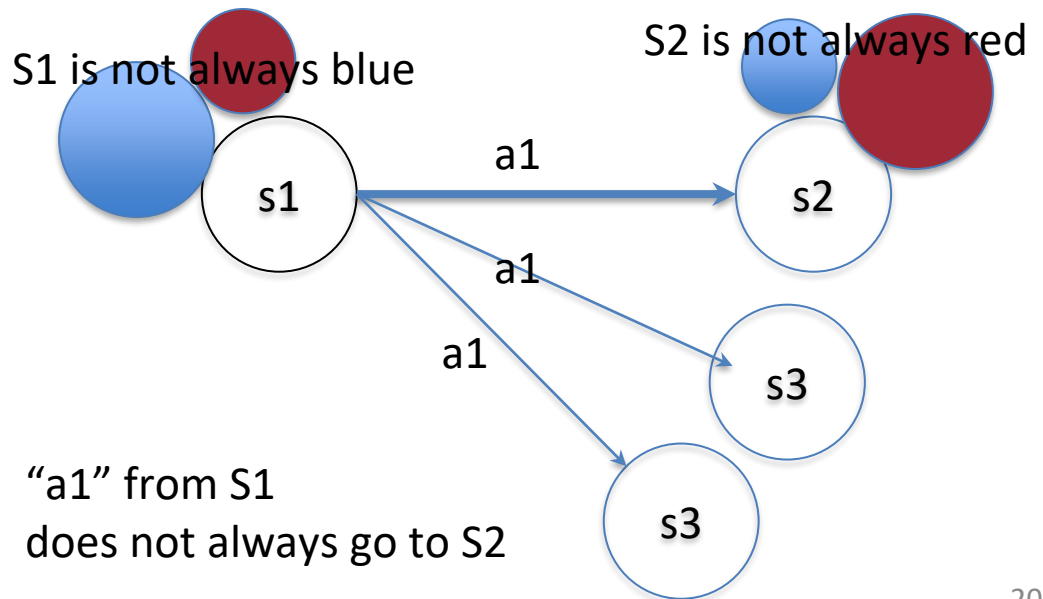 S1 is not always blue
S2 is not always red
a1
s1
s2
a1
a1
s3
s3
“a1” from S1
does not always go to S2
20